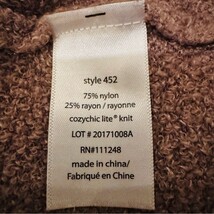 style 452
75% nylon
25% rayon / rayonne
cozychic lite® knit
LOT # 20171008A
RN#111248
made in china/
Fabriqué en Chine